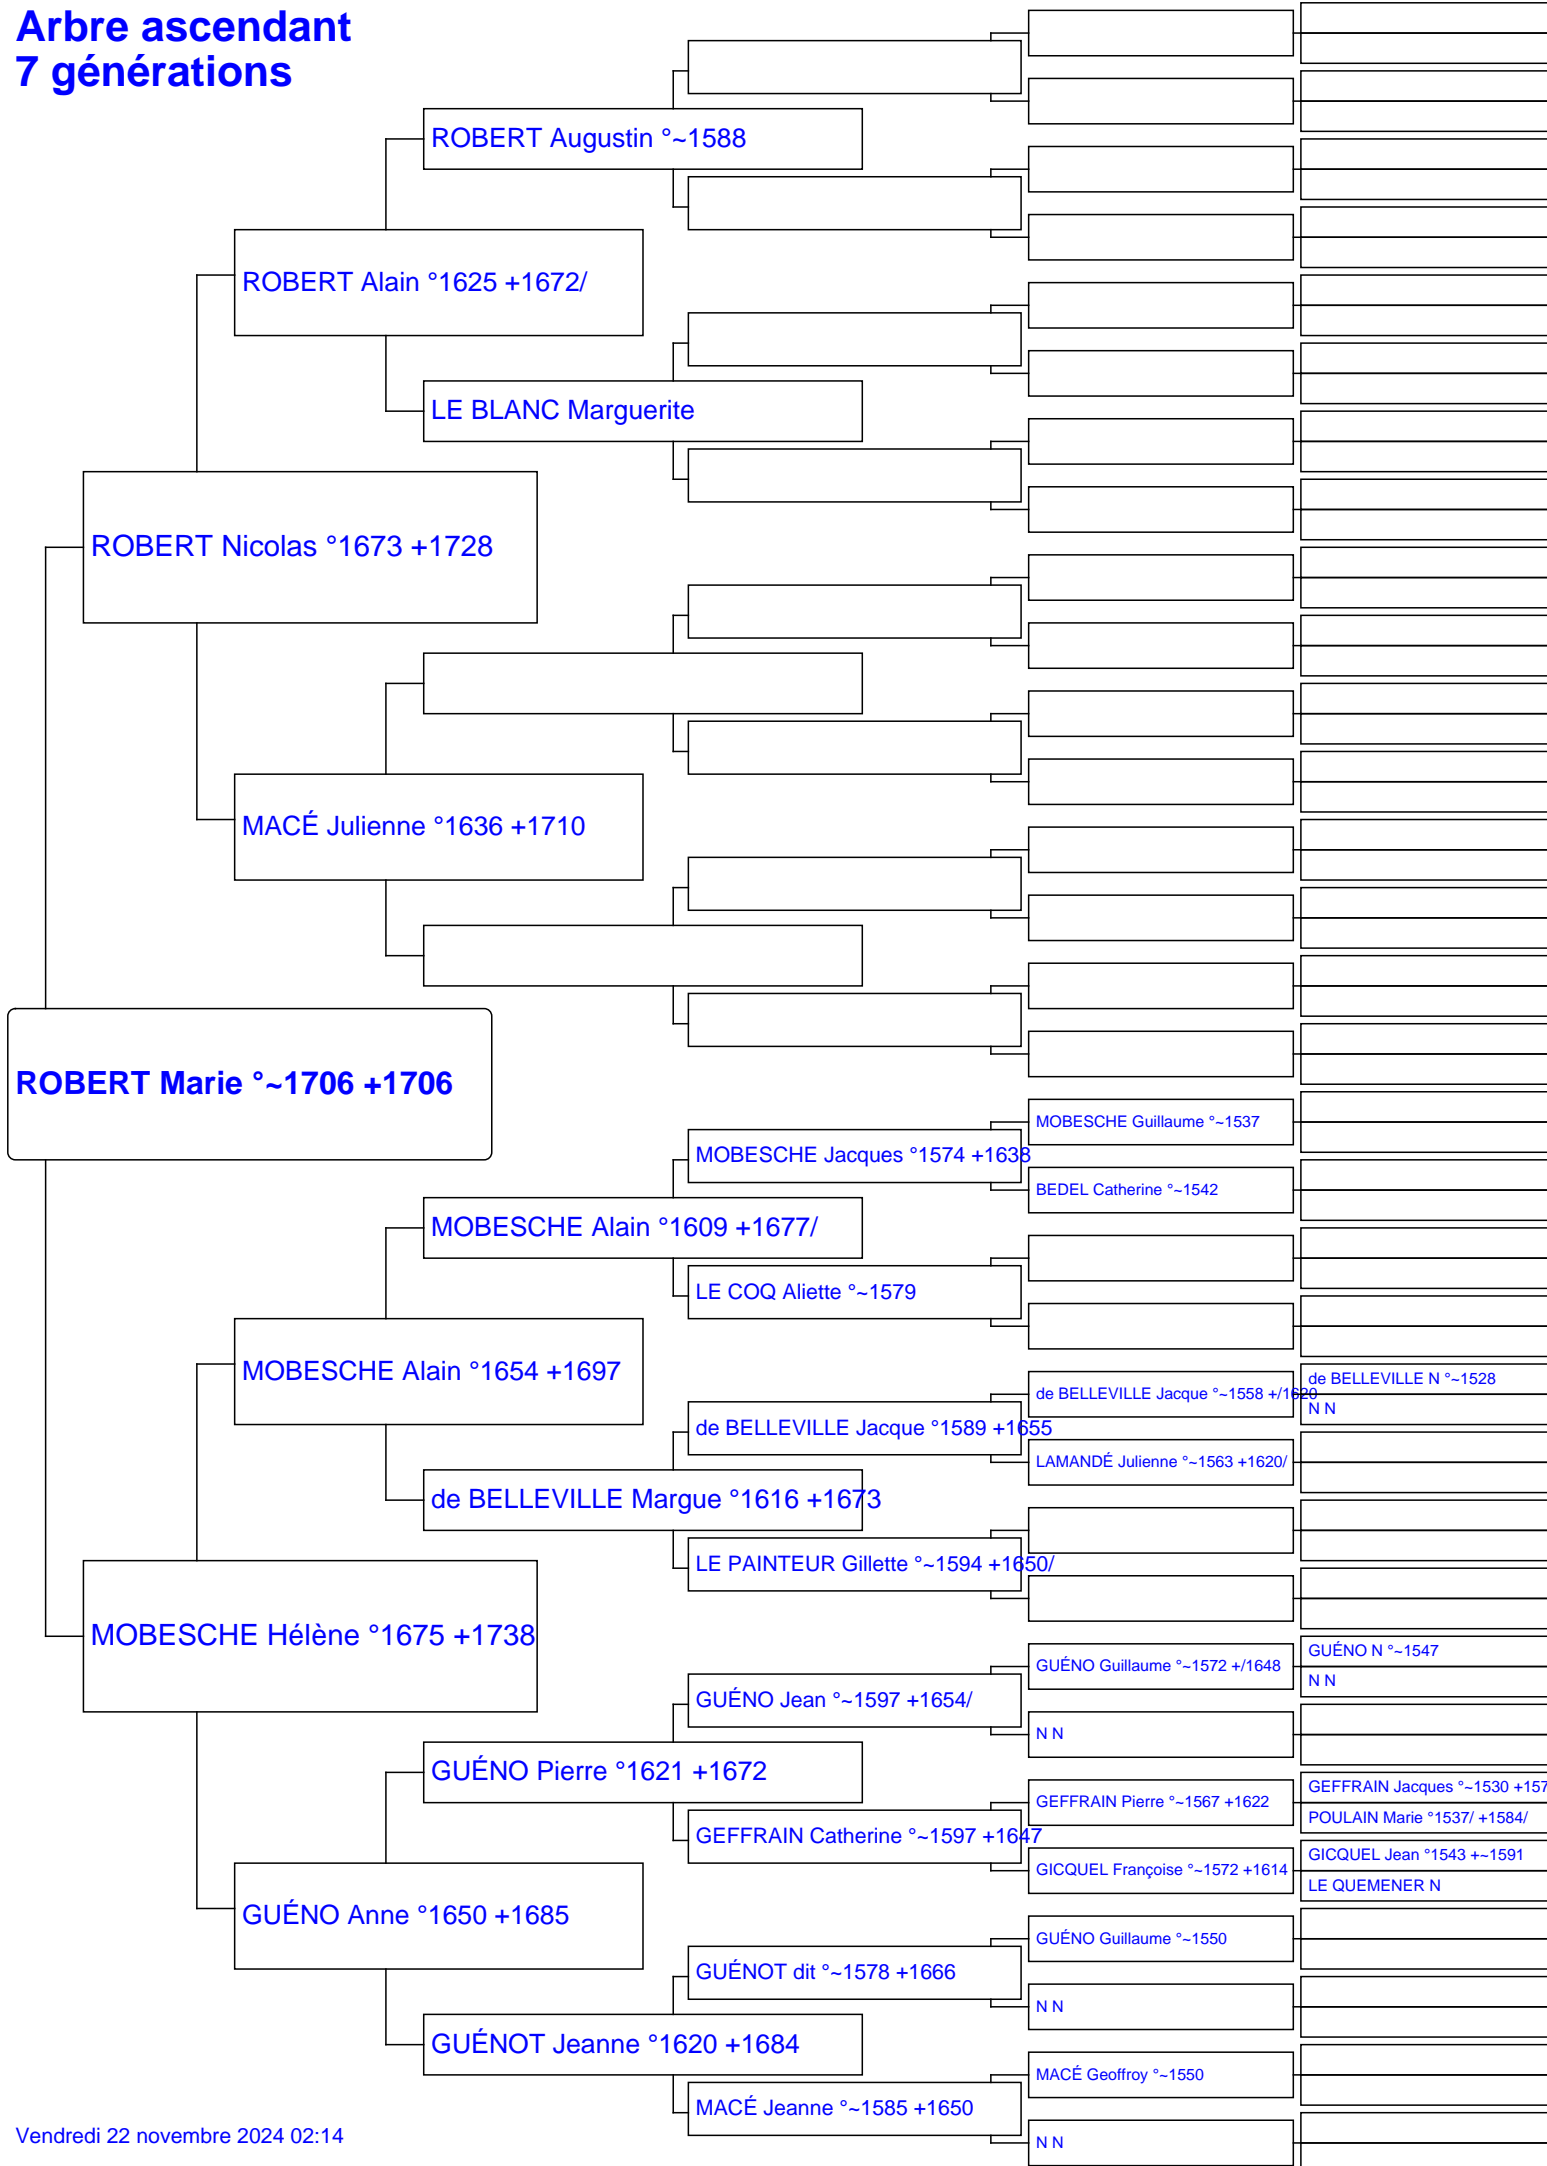 Arbre ascendant
7 générations
ROBERT Augustin °~1588
ROBERT Alain °1625 +1672/
LE BLANC Marguerite
ROBERT Nicolas °1673 +1728
MACÉ Julienne °1636 +1710
ROBERT Marie °~1706 +1706
MOBESCHE Guillaume °~1537
MOBESCHE Jacques °1574 +1638
BEDEL Catherine °~1542
MOBESCHE Alain °1609 +1677/
LE COQ Aliette °~1579
MOBESCHE Alain °1654 +1697
de BELLEVILLE N °~1528
de BELLEVILLE Jacque °~1558 +/1620
N N
de BELLEVILLE Jacque °1589 +1655
LAMANDÉ Julienne °~1563 +1620/
de BELLEVILLE Margue °1616 +1673
LE PAINTEUR Gillette °~1594 +1650/
MOBESCHE Hélène °1675 +1738
GUÉNO N °~1547
GUÉNO Guillaume °~1572 +/1648
N N
GUÉNO Jean °~1597 +1654/
N N
GUÉNO Pierre °1621 +1672
GEFFRAIN Jacques °~1530 +157
GEFFRAIN Pierre °~1567 +1622
POULAIN Marie °1537/ +1584/
GEFFRAIN Catherine °~1597 +1647
GICQUEL Jean °1543 +~1591
GICQUEL Françoise °~1572 +1614
LE QUEMENER N
GUÉNO Anne °1650 +1685
GUÉNO Guillaume °~1550
GUÉNOT dit °~1578 +1666
N N
GUÉNOT Jeanne °1620 +1684
MACÉ Geoffroy °~1550
MACÉ Jeanne °~1585 +1650
N N
Vendredi 22 novembre 2024 02:14